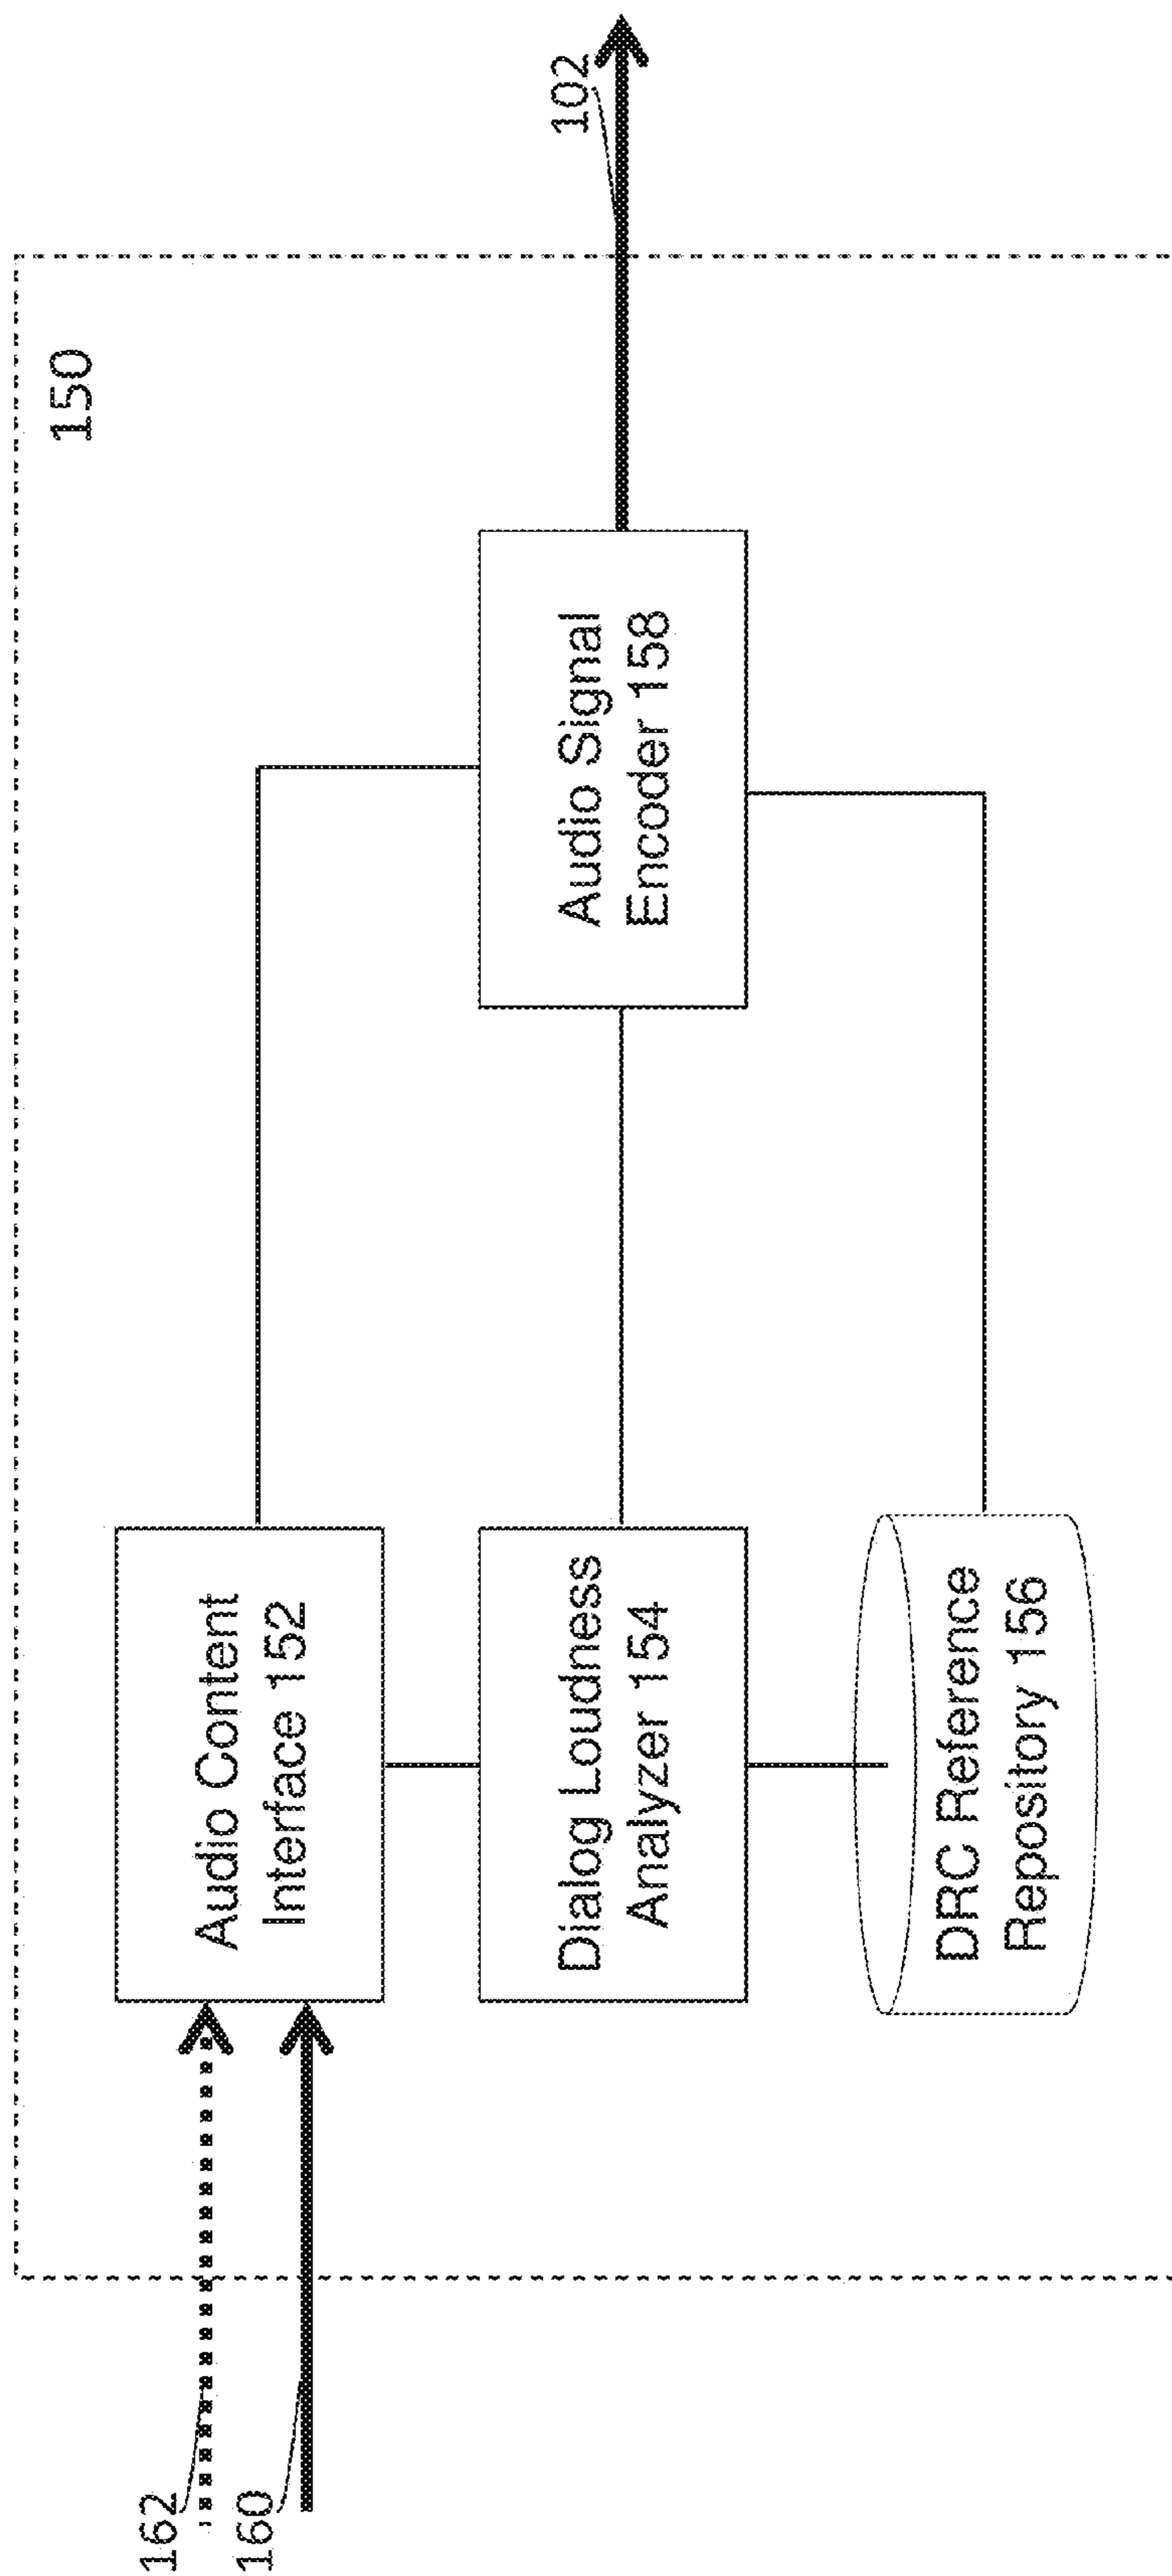 150
162
160
Audio Content
Interface 152
Dialog Loudness
Analyzer 154
DRC Reference
Repository 156
Audio Signal
Encoder 158
102